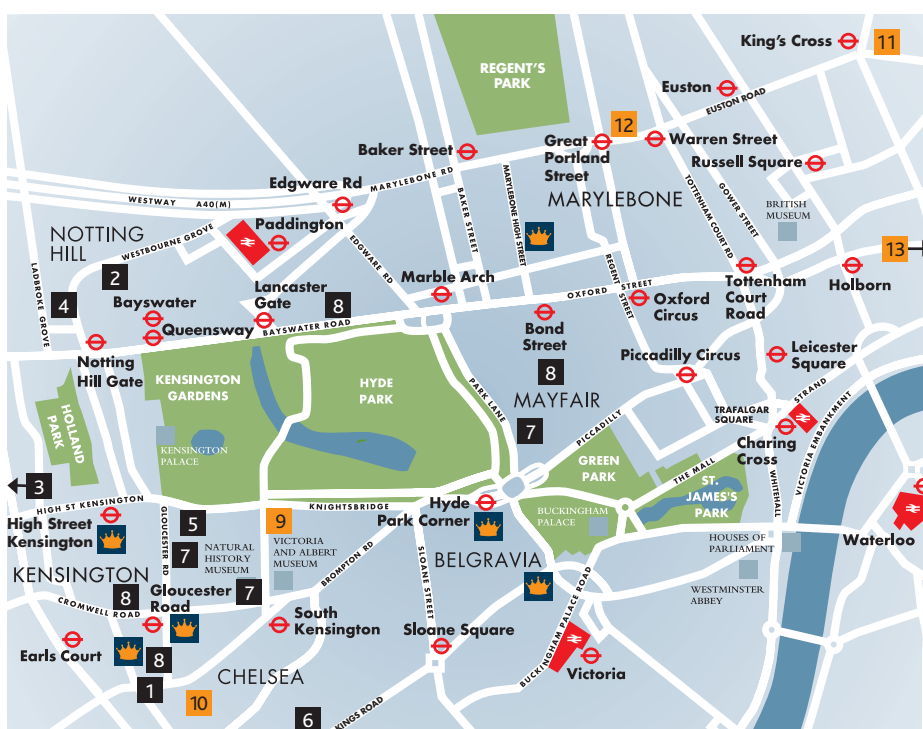 King's Cross
11
REGENT'S
PARK
Euston
EUSTON ROAD
12
Great
Portland
Street
Warren Street
Baker Street
Russell Square
MARYLEBONE RD
Edgware Rd
WESTWAY A40(M)
MARYLEBONE HIGH STREET
MARYLEBONE
BAKER STREET
TOTTENHAM COURT RD
GOWER STREET
BRITISH
MUSEUM
NOTTING
HILL
WESTBOURNE GROVE
Paddington
EDGWARE RD
REGENT STREET
13
2
LADBROKE GROVE
4
Bayswater
Queensway
Lancaster
Gate
8
BAYSWATER ROAD
Marble Arch
OXFORD STREET
Oxford
Circus
Tottenham
Court
Road
Holborn
Notting
Hill Gate
Bond
Street
8
Piccadilly Circus
Leicester
Square
KENSINGTON
GARDENS
HYDE
PARK
PARK LANE
MAYFAIR
7
PICCADILLY
STRAND
TRAFALGAR
SQUARE
Charing
Cross
VICTORIA EMBANKMENT
HOLLAND
PARK
KENSINGTON
PALACE
GREEN
PARK
THE MALL
ST.
JAMES'S
PARK
WHITEHALL
3
HIGH ST KENSINGTON
KNIGHTSBRIDGE
High Street
Kensington
GLOUCESTER RD
5
7
9
Hyde
Park Corner
BUCKINGHAM
PALACE
HOUSES OF
PARLIAMENT
Waterloo
NATURAL
HISTORY
MUSEUM
VICTORIA
AND ALBERT
MUSEUM
BROMPTON RD
SLOANE STREET
BELGRAVIA
WESTMINSTER
ABBEY
KENSINGTON
8
Gloucester
Road
7
CROMWELL ROAD
BUCKINGHAM PALACE ROAD
Earls Court
South
Kensington
Sloane Square
Victoria
8
1
CHELSEA
10
6
KINGS ROAD